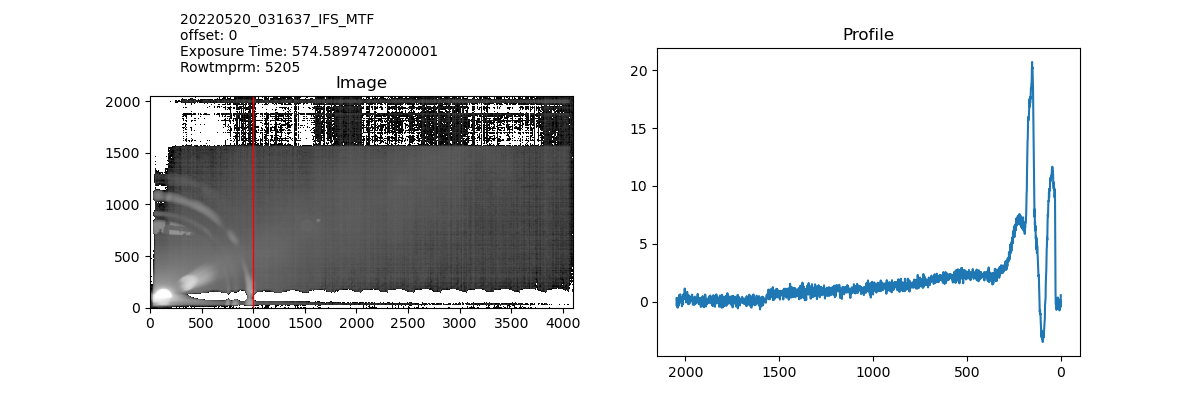 20220520_031637_IFS_MTF
offset: 0
Exposure Time: 574.5897472000001
Rowtmprm: 5205
Image
2000
1500
1000
500
0
0 500 1000 1500 2000 2500 3000 3500 4000
Profile
20
15
10
5
0
2000 1500 1000 500 0